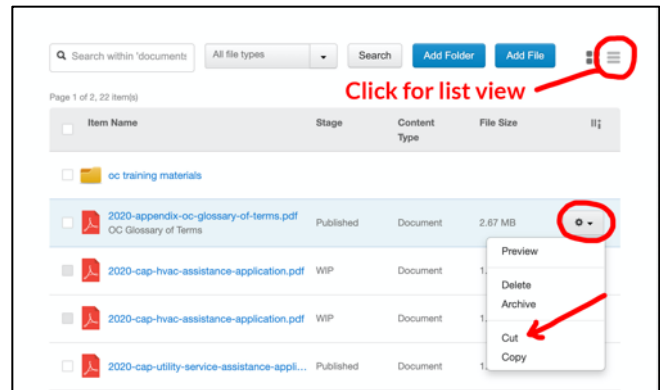 Search within 'documents
All file types
Search
Add Folder
Add File
Click for list view
Page 1 of 2, 22 item(s)
Item Name Stage Content Type File Size
oc training materials
2020-appendix-oc-glossary-of-terms.pdf Published Document 2.67 MB
OC Glossary of Terms
Preview
2020-cap-hvac-assistance-application.pdf WIP Document 1.
Delete
Archive
2020-cap-hvac-assistance-application.pdf WIP Document 1.
Cut
Copy
2020-cap-utility-service-assistance-appli... Published Document 1.